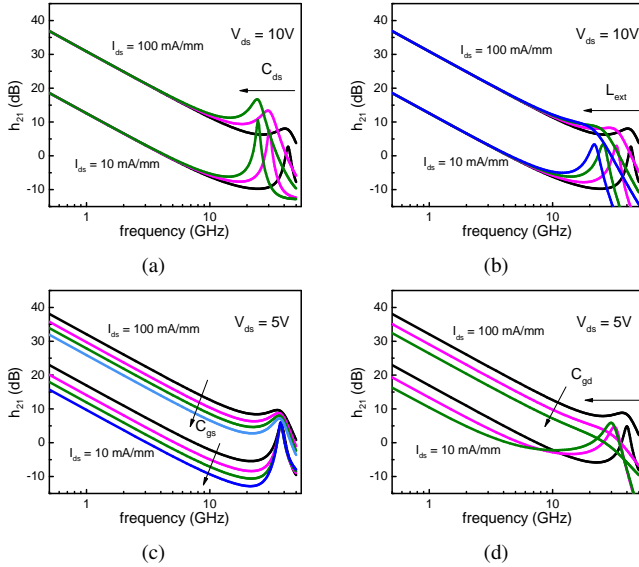 40
30
20
10
0
-10
h21 (dB)
Ids = 100 mA/mm
Vds = 10V
Cds
Ids = 10 mA/mm
1
10
frequency (GHz)
(a)
40
30
20
10
0
-10
h21 (dB)
Ids = 100 mA/mm
Vds = 10V
Lext
Ids = 10 mA/mm
1
10
frequency (GHz)
(b)
40
30
20
10
0
-10
h21 (dB)
Ids = 100 mA/mm
Vds = 5V
Cgs
Ids = 10 mA/mm
1
10
frequency (GHz)
(c)
40
30
20
10
0
-10
h21 (dB)
Ids = 100 mA/mm
Vds = 5V
Cgd
Ids = 10 mA/mm
1
10
frequency (GHz)
(d)